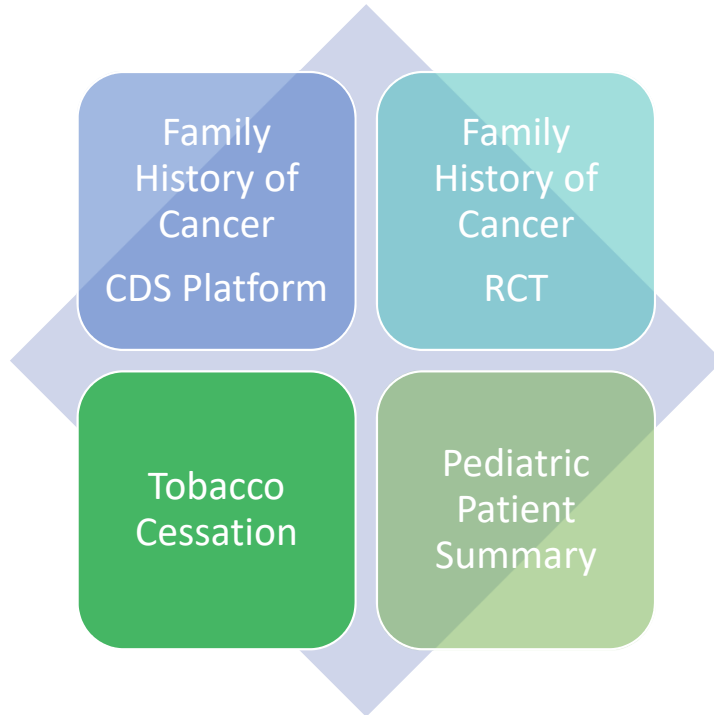 Family
History of
Cancer
CDS Platform
Family
History of
Cancer
RCT
Tobacco
Cessation
Pediatric
Patient
Summary